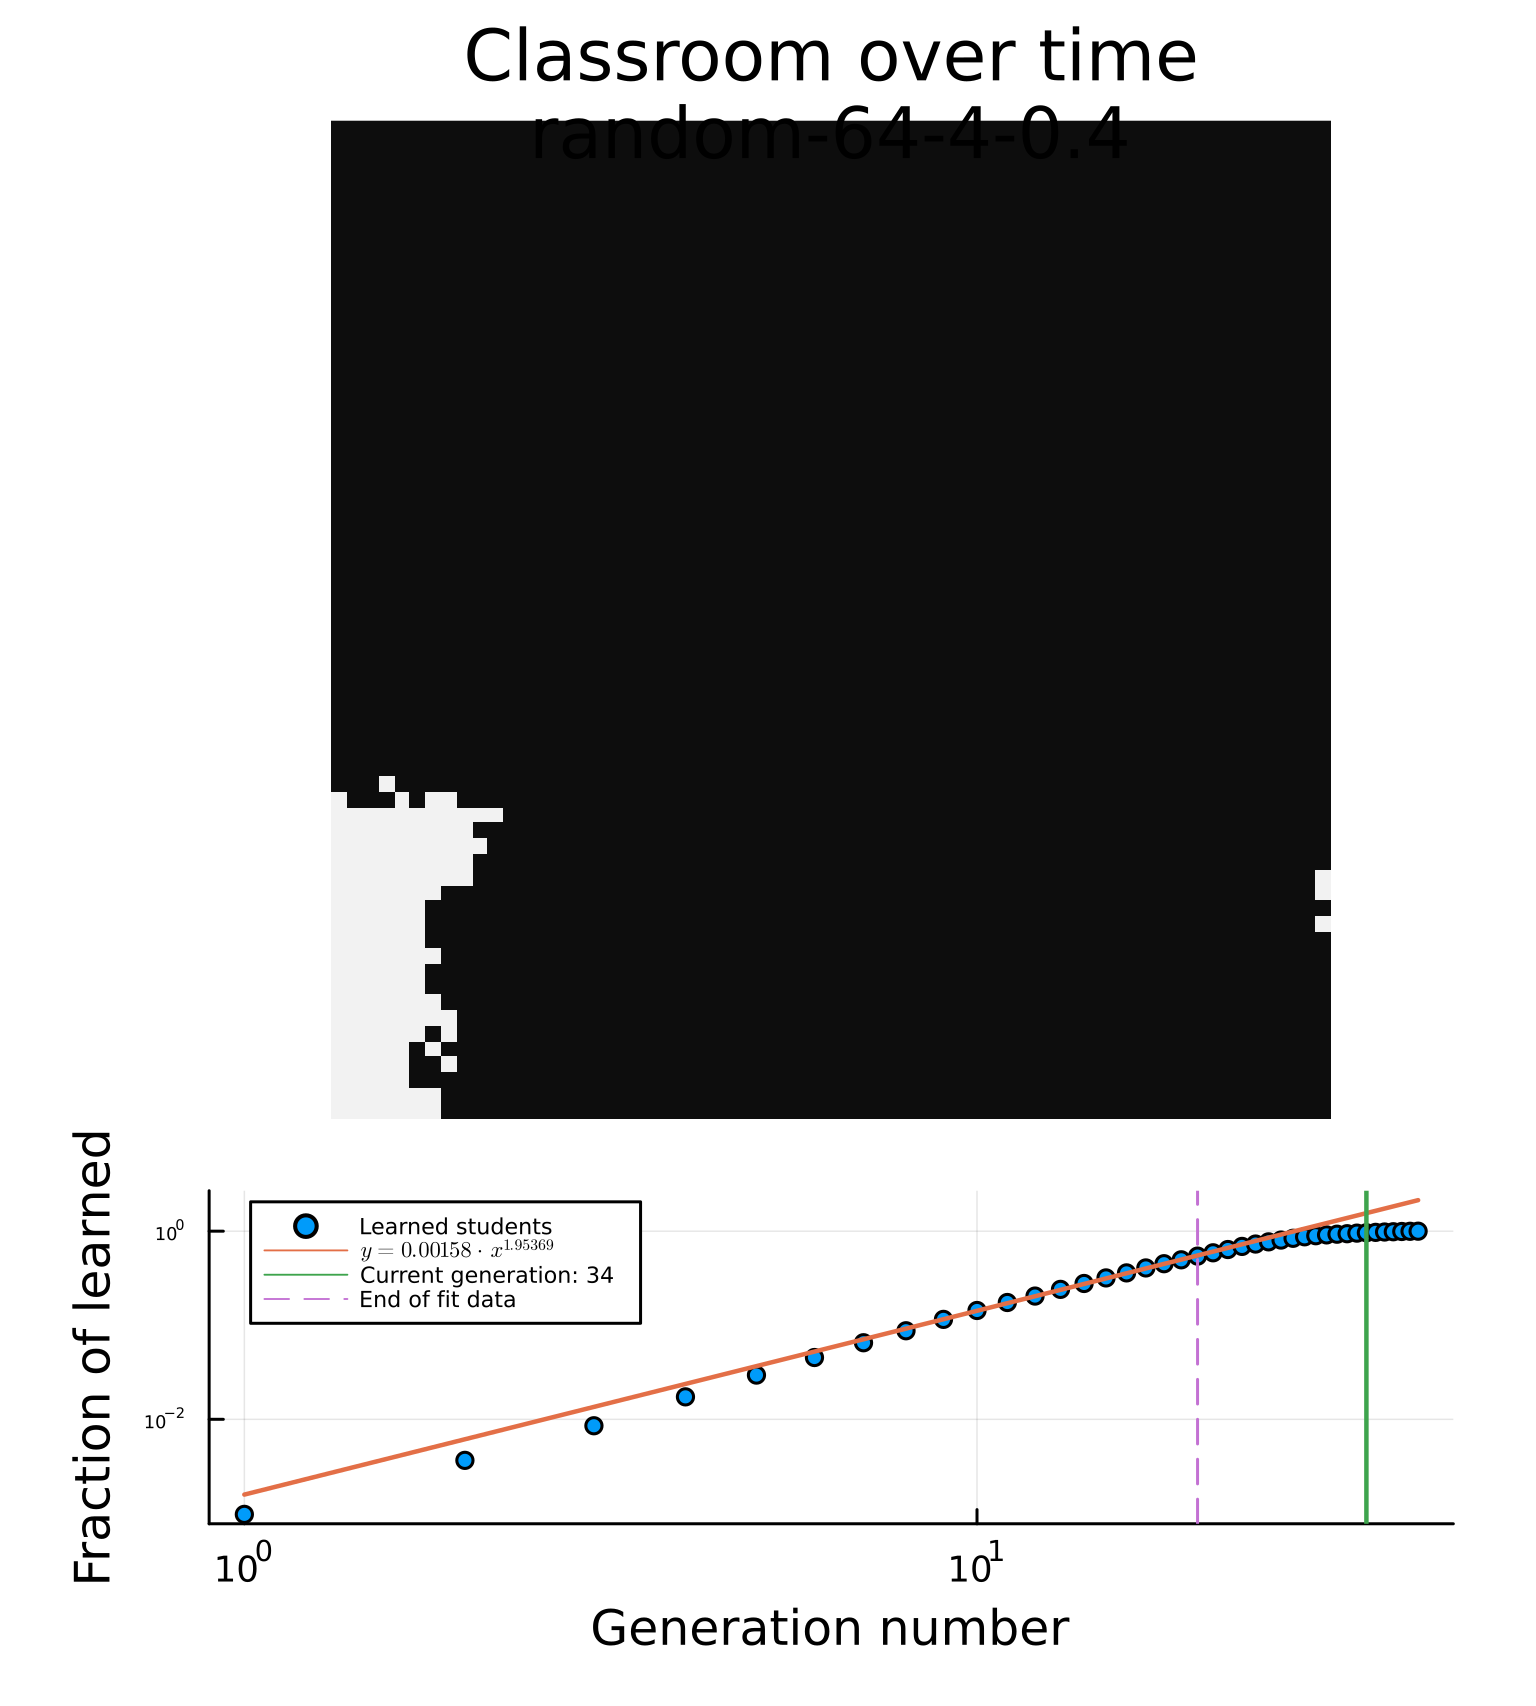 Classroom over time
random-64-4-0.4
Fraction of learned
10^0
10^-2
Learned students
y = 0.00158 · x^1.95369
Current generation: 34
End of fit data
10^0
10^1
Generation number